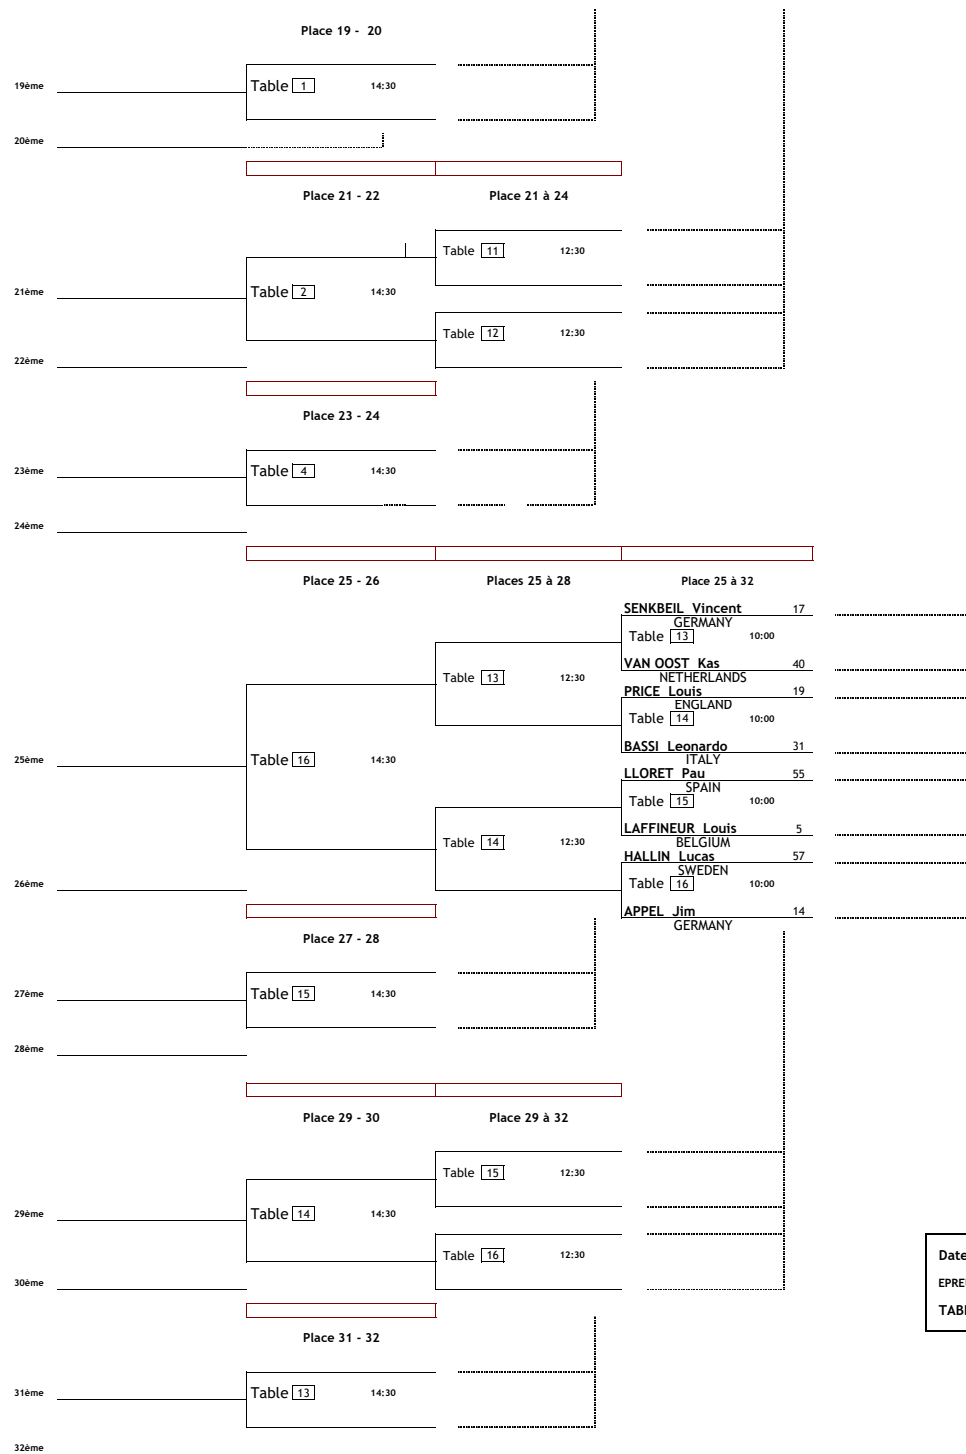 Place 19 - 20
19ème
Table 1 14:30
20ème
Place 21 - 22 Place 21 à 24
Table 11 12:30
21ème
Table 2 14:30
Table 12 12:30
22ème
Place 23 - 24
23ème
Table 4 14:30
24ème
Place 25 - 26 Places 25 à 28 Place 25 à 32
SENKBEIL Vincent 17
GERMANY
Table 13 10:00
VAN OOST Kas 40
NETHERLANDS
Table 13 12:30
PRICE Louis 19
ENGLAND
Table 14 10:00
BASSI Leonardo 31
ITALY
25ème
Table 16 14:30
LLORET Pau 55
SPAIN
Table 15 10:00
LAFFINEUR Louis 5
BELGIUM
Table 14 12:30
HALLIN Lucas 57
SWEDEN
Table 16 10:00
26ème
APPEL Jim 14
GERMANY
Place 27 - 28
27ème
Table 15 14:30
28ème
Place 29 - 30 Place 29 à 32
Table 15 12:30
29ème
Table 14 14:30
Table 16 12:30
Date
30ème
EPRE
TAB
Place 31 - 32
31ème
Table 13 14:30
32ème